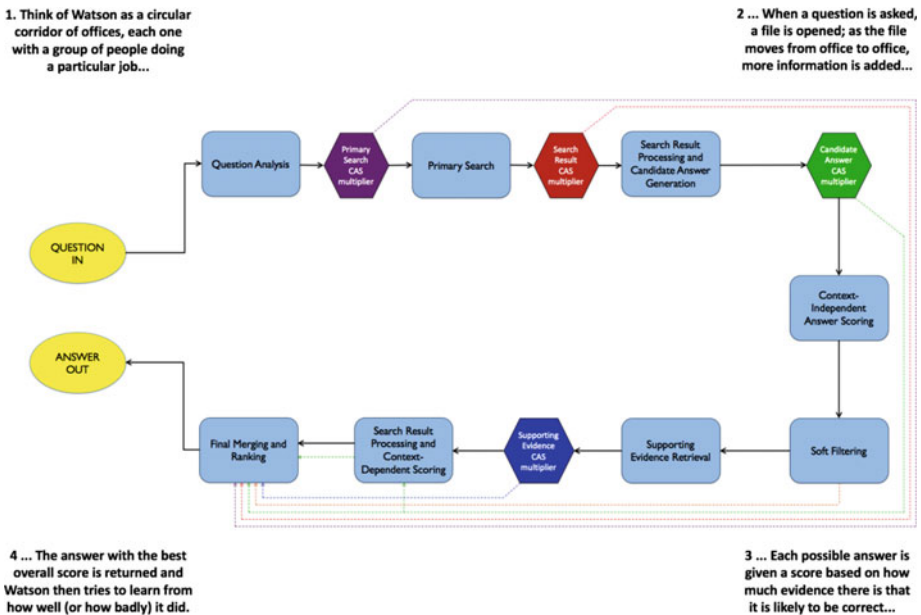 1. Think of Watson as a circular
corridor of offices, each one
with a group of people doing
a particular job...
2 ... When a question is asked,
a file is opened; as the file
moves from office to office,
more information is added...
Question Analysis
Primary
Search
CAS
multiplier
Primary Search
Search
Result
CAS
multiplier
Search Result
Processing and
Candidate Answer
Generation
Candidate
Answer
CAS
multiplier
QUESTION
IN
Context-
Independent
Answer Scoring
ANSWER
OUT
Final Merging and
Ranking
Search Result
Processing and
Context-
Dependent Scoring
Supporting
Evidence
CAS
multiplier
Supporting
Evidence Retrieval
Soft Filtering
4 ... The answer with the best
overall score is returned and
Watson then tries to learn from
how well (or how badly) it did.
3 ... Each possible answer is
given a score based on how
much evidence there is that
it is likely to be correct...